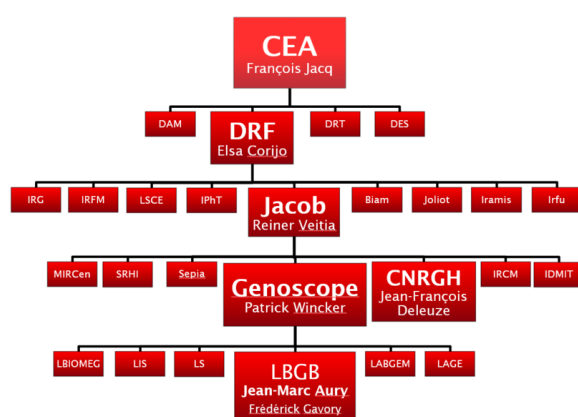 CEA
François Jacq
DAM
DRF
Elsa Corijo
DRT
DES
IRG
IRFM
LSCE
IPhT
Jacob
Reiner Veitia
Biam
Joliot
Iramis
Irfu
MIRCen
SRHI
Sepia
Genoscope
Patrick Wincker
CNRGH
Jean-François
Deleuze
IRCM
IDMIT
LBIOMEG
LIS
LS
LBGB
Jean-Marc Aury
Frédérick Gavory
LABGEM
LAGE